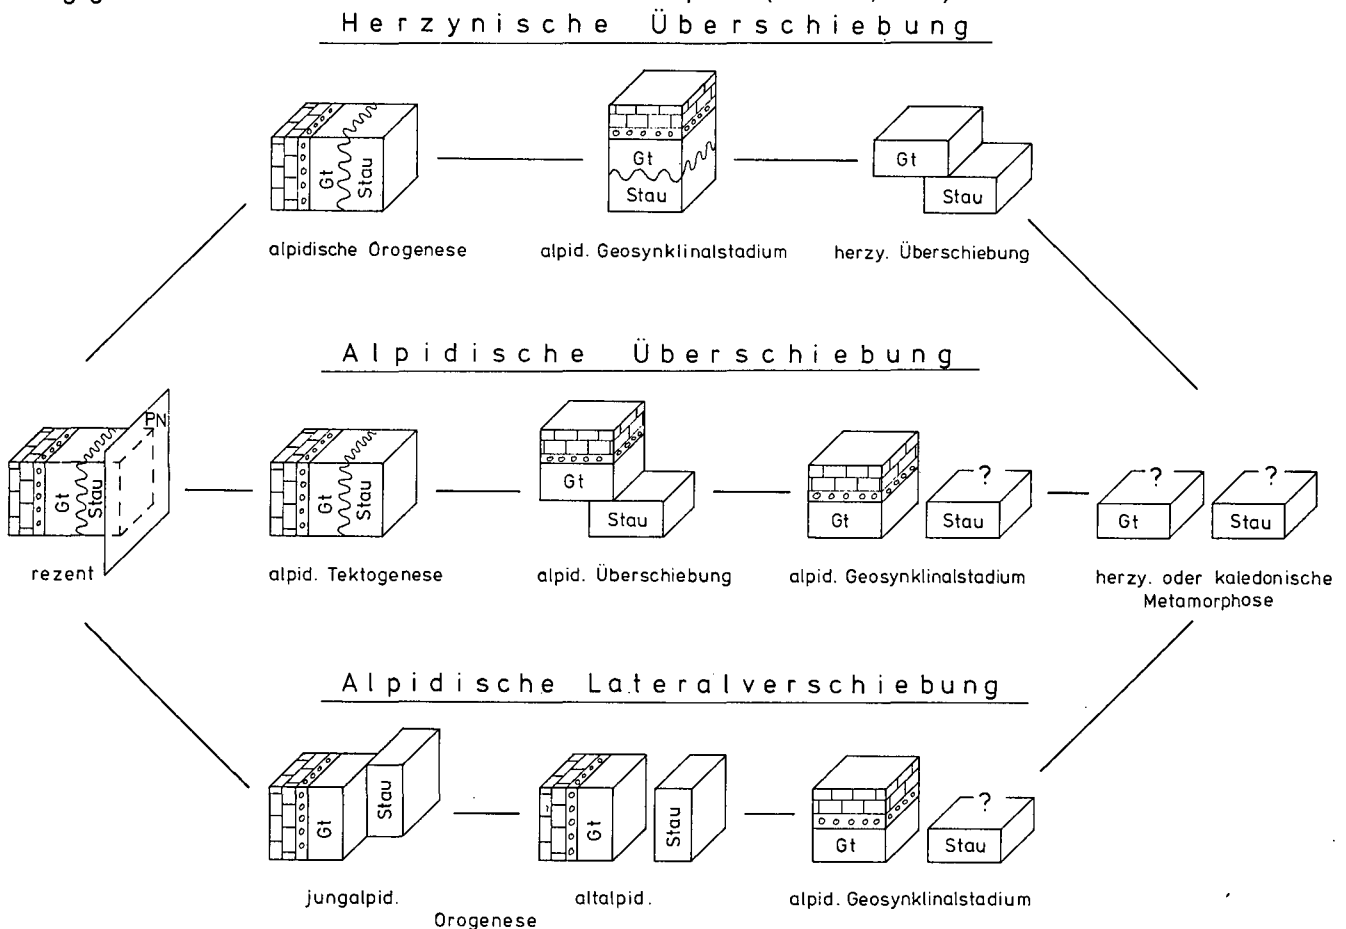 Herzynische Überschiebung
Gt
Stau
Gt
Stau
Gt
Stau
alpidische Orogenese
alpid. Geosynklinalstadium
herzy. Überschiebung
Alpidische Überschiebung
PN
Gt
Stau
Gt
Stau
Gt
Stau
Gt
?
Stau
?
Gt
?
Stau
rezent
alpid. Tektogenese
alpid. Überschiebung
alpid. Geosynklinalstadium
herzy. oder kaledonische
Metamorphose
Alpidische Lateralverschiebung
Gt
Stau
Gt
Stau
Gt
?
Stau
jungalpid.
altalpid.
alpid. Geosynklinalstadium
Orogenese